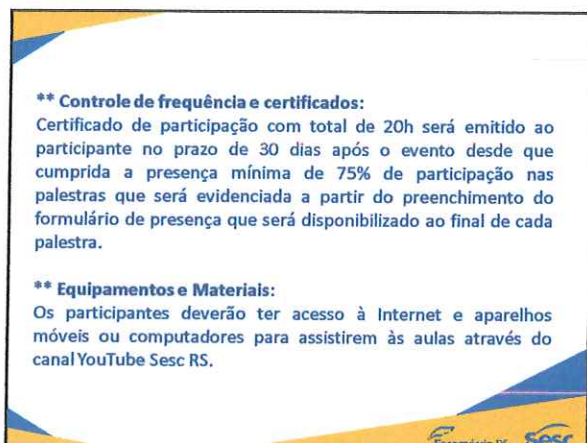 ** Controle de frequência e certificados:
Certificado de participação com total de 20h será emitido ao
participante no prazo de 30 dias após o evento desde que
cumprida a presença mínima de 75% de participação nas
palestras que será evidenciada a partir do preenchimento do
formulário de presença que será disponibilizado ao final de cada
palestra.
** Equipamentos e Materiais:
Os participantes deverão ter acesso à Internet e aparelhos
móveis ou computadores para assistirem às aulas através do
canal YouTube Sesc RS.
Sesc